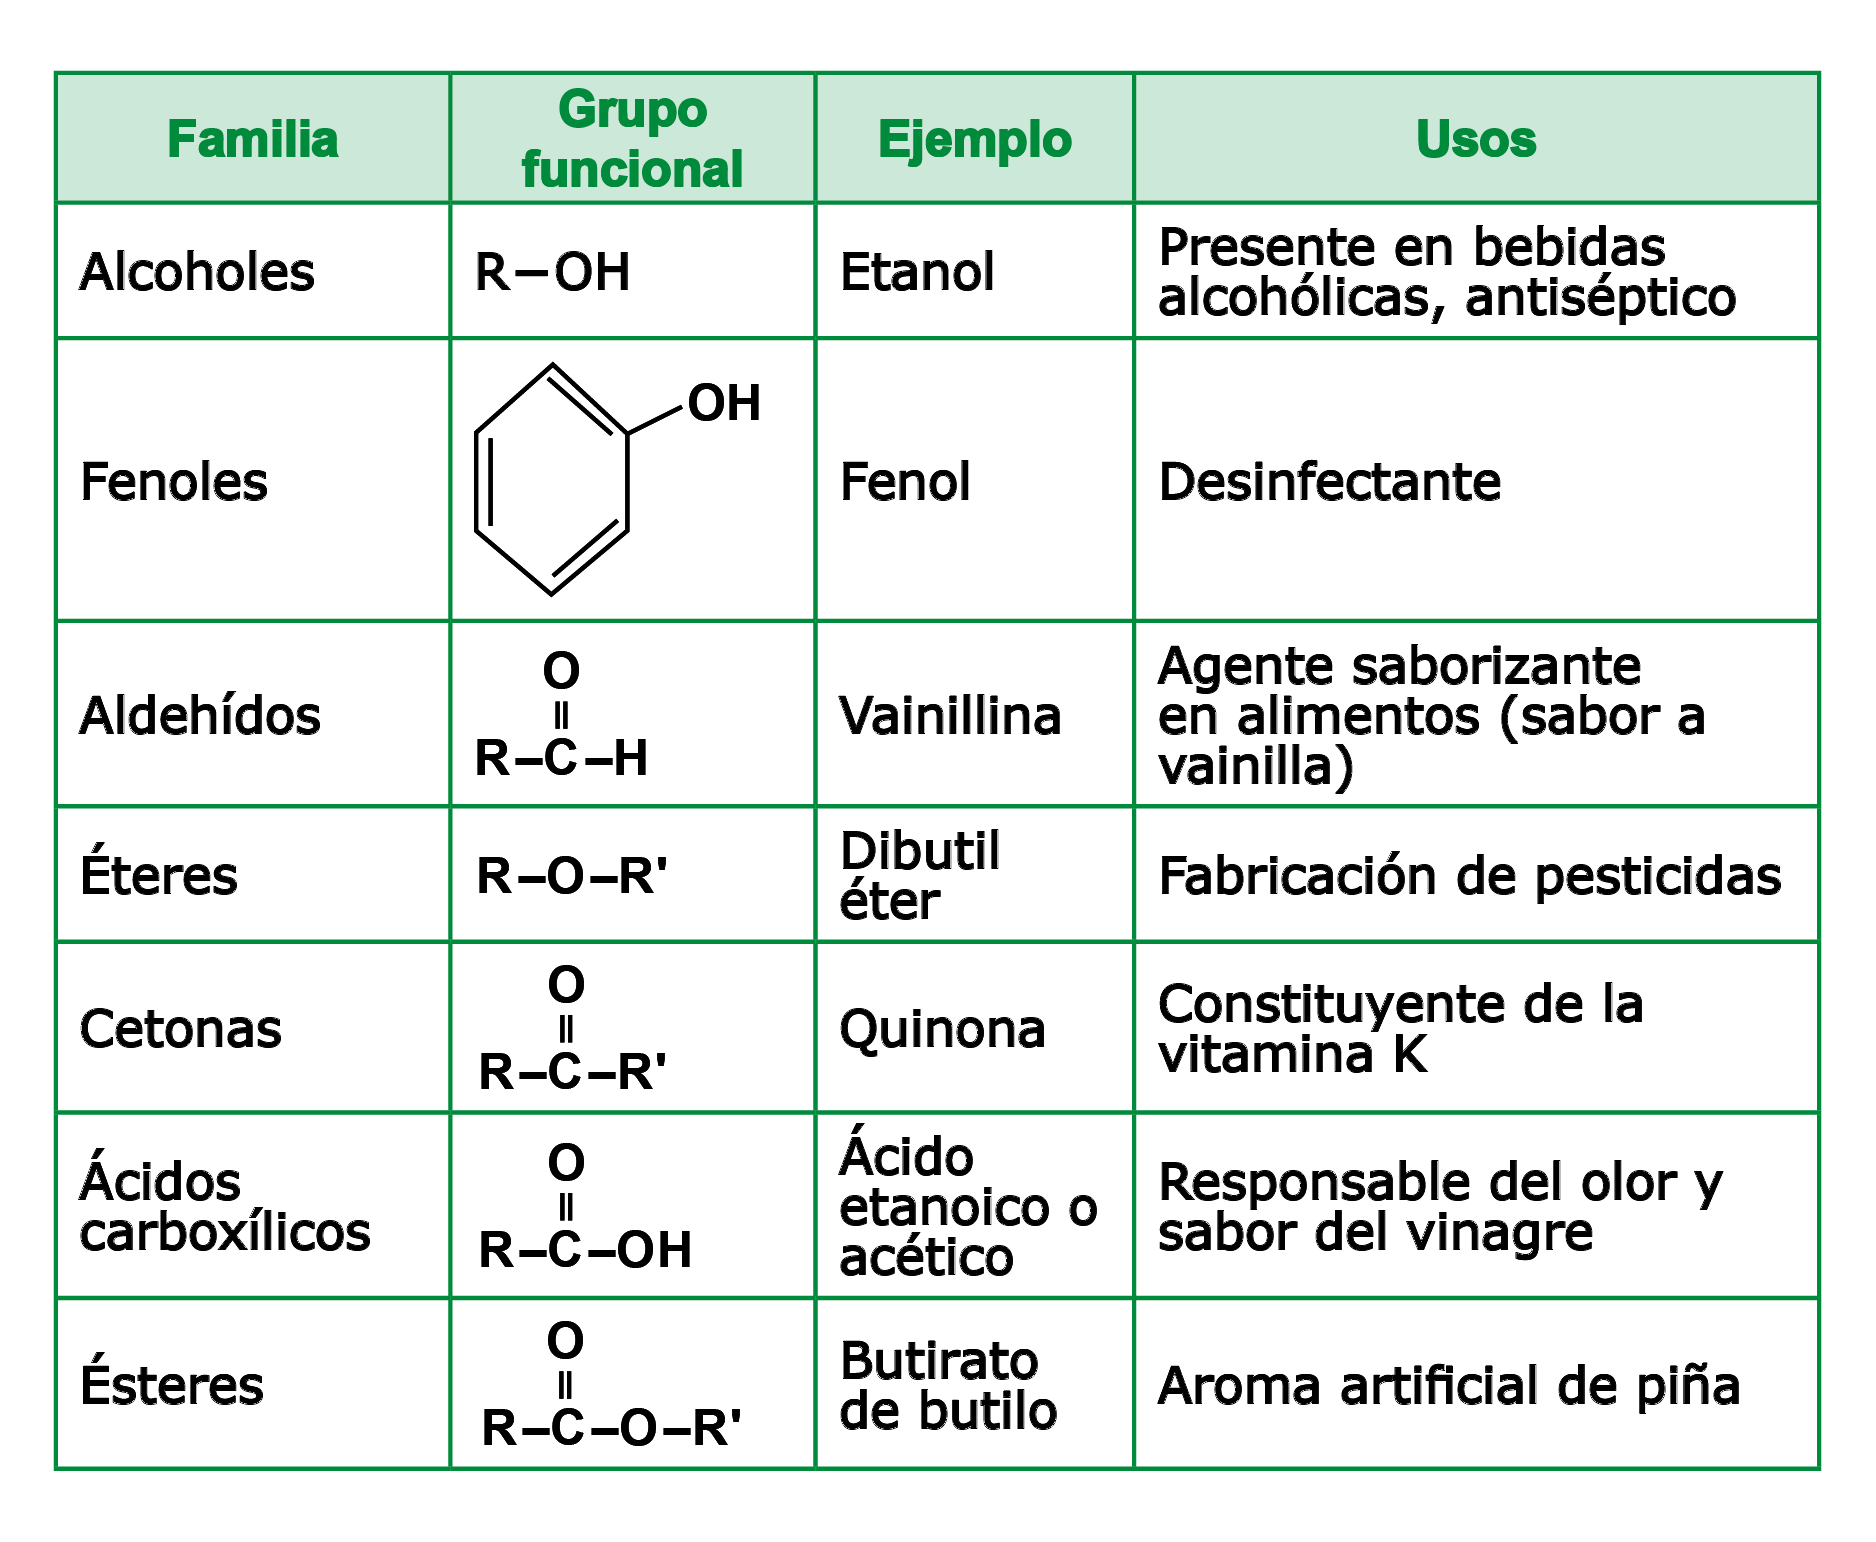 Familia
Grupo
funcional
Ejemplo
Usos
Alcoholes
R–OH
Etanol
Presente en bebidas
alcohólicas, antiséptico
Fenoles
OH
Fenol
Desinfectante
Aldehídos
O
=
R–C–H
Vainillina
Agente saborizante
en alimentos (sabor a
vainilla)
Éteres
R–O–R'
Dibutil
éter
Fabricación de pesticidas
Cetonas
O
=
R–C–R'
Quinona
Constituyente de la
vitamina K
Ácidos
carboxílicos
O
=
R–C–OH
Ácido
etanoico o
acético
Responsable del olor y
sabor del vinagre
Ésteres
O
=
R–C–O–R'
Butirato
de butilo
Aroma artificial de piña